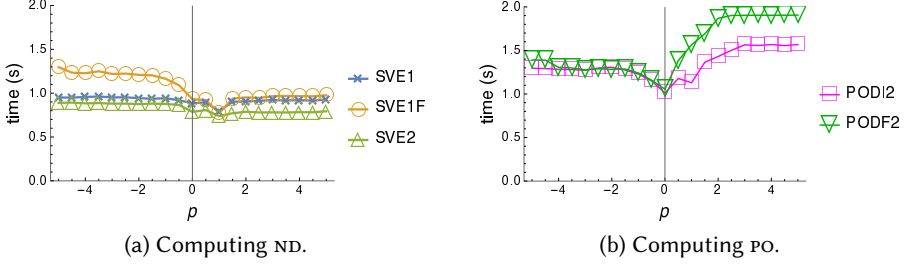 2.0
1.5
1.0
0.5
0.0
time (s)
-4
-2
0
2
4
p
SVE1
SVE1F
SVE2
(a) Computing ND.
2.0
1.5
1.0
0.5
0.0
time (s)
-4
-2
0
2
4
p
PODI2
PODF2
(b) Computing PO.